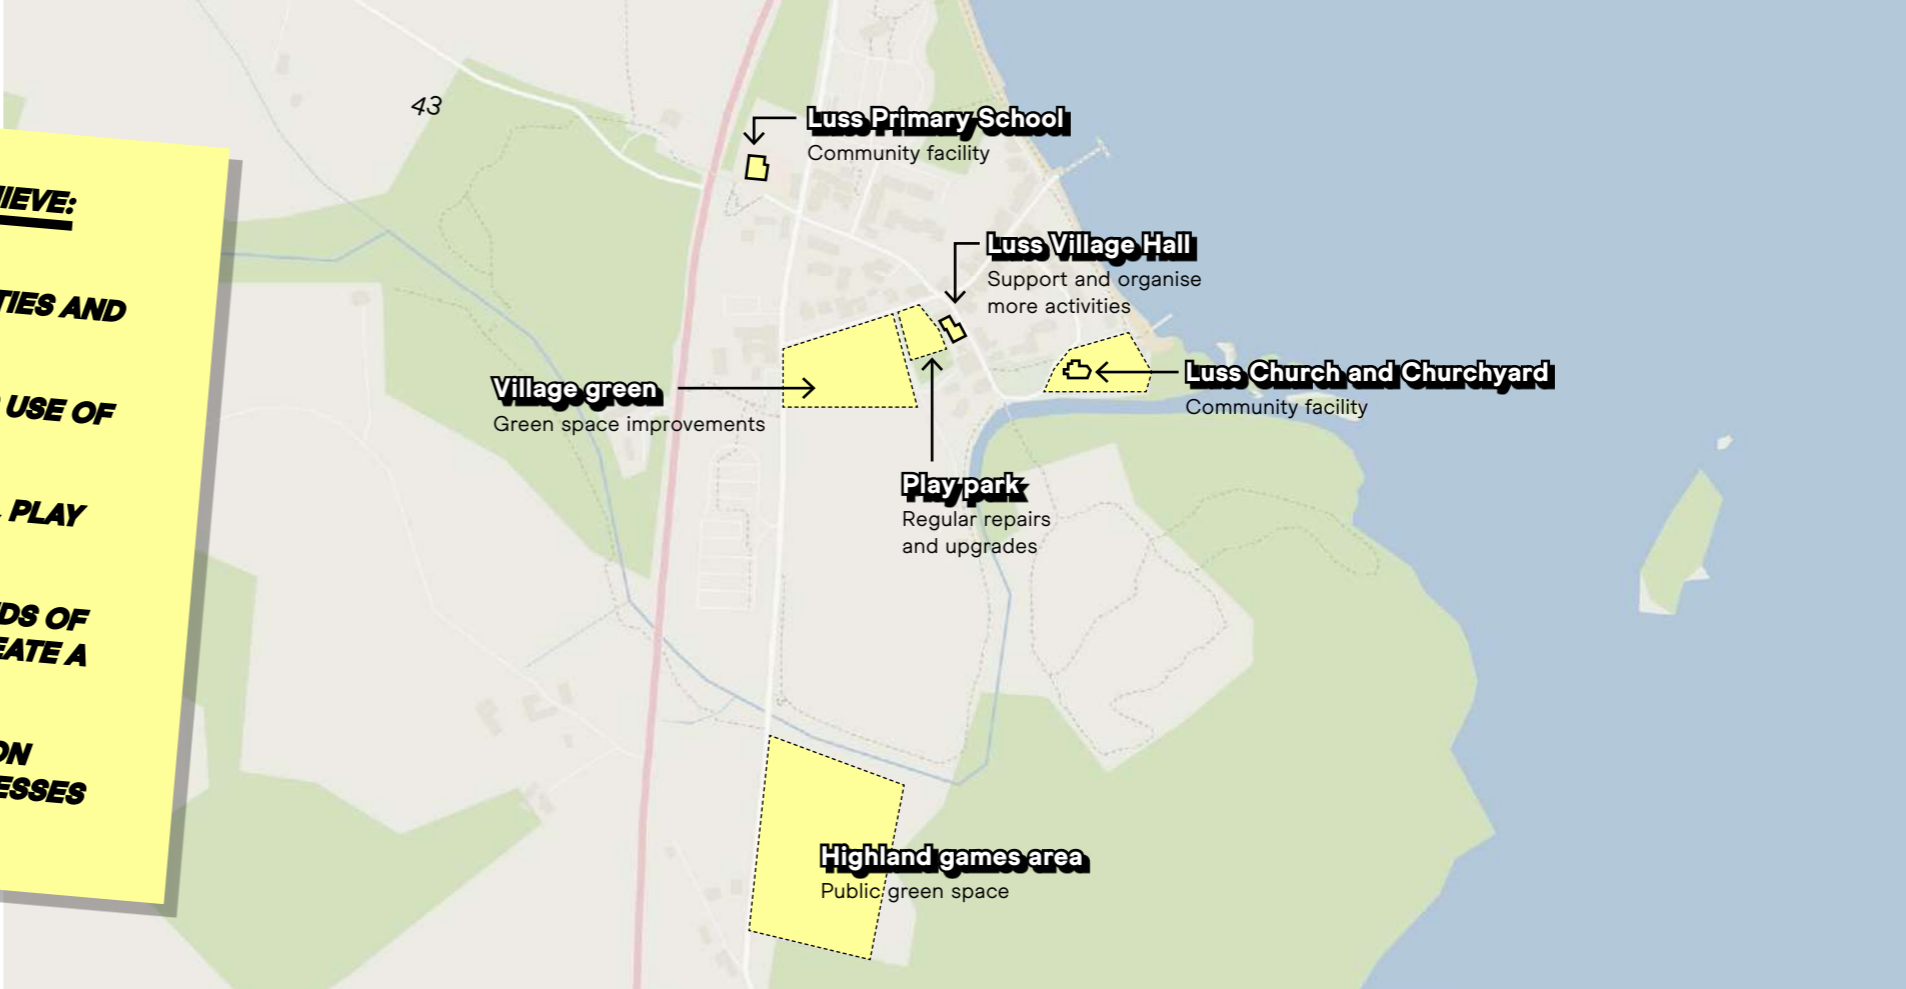 43
IEVE:
TIES AND
USE OF
PLAY
DS OF
EATE A
ON
ESSES
Luss Primary School
Community facility
Luss Village Hall
Support and organise
more activities
Village green
Green space improvements
Luss Church and Churchyard
Community facility
Play park
Regular repairs
and upgrades
Highland games area
Public green space